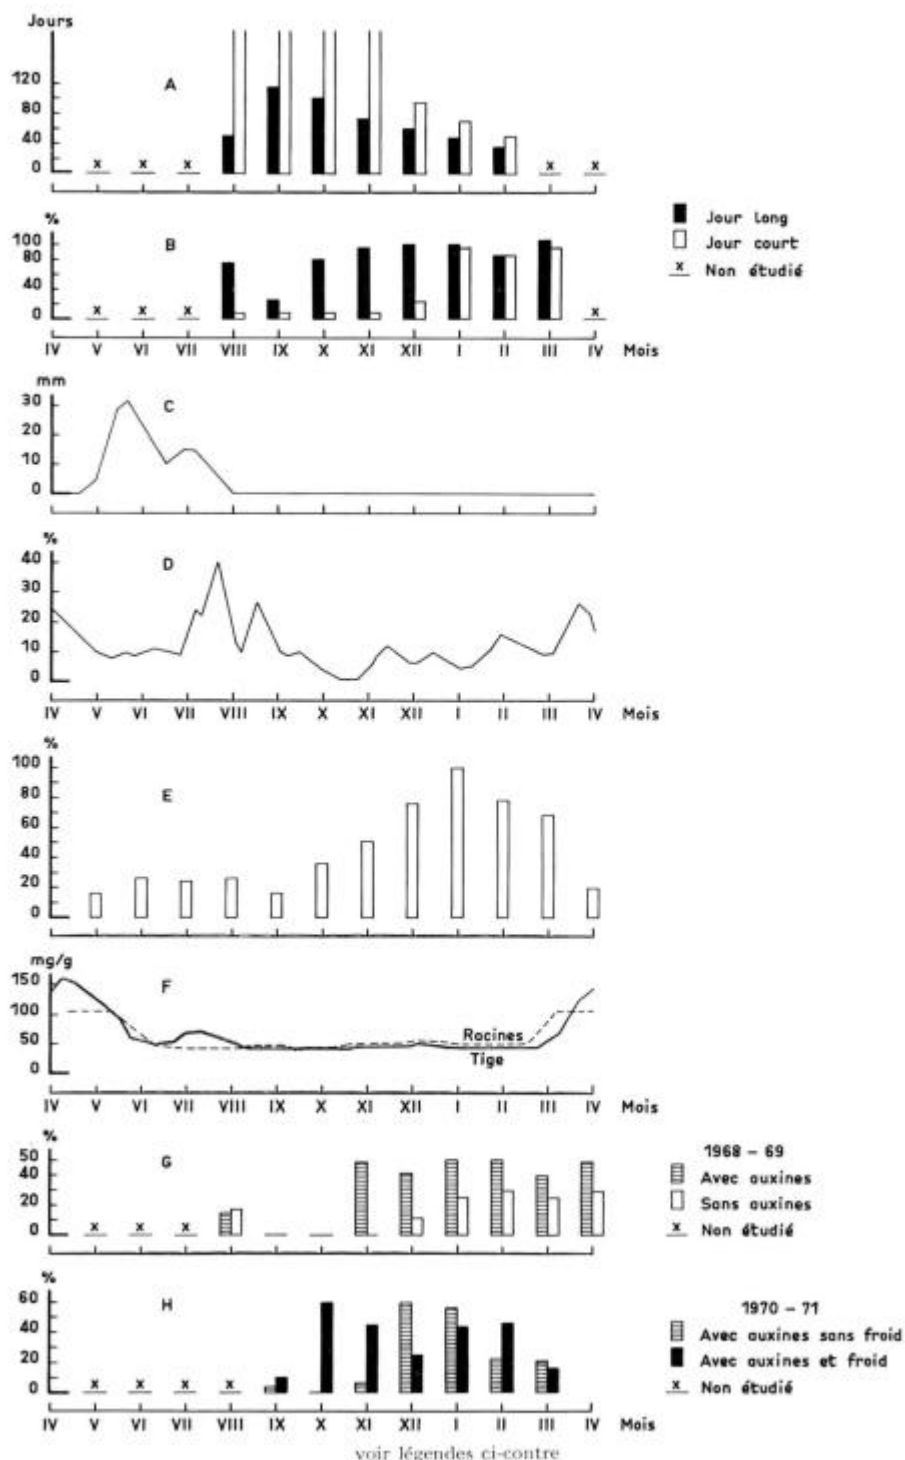 Jours
120
80
40
0
A
x x x x x
%
100
80
40
0
B
x x x x
Jour long
Jour court
x Non étudié
IV V VI VII VIII IX X XI XII I II III IV Mois
mm
30
20
10
0
C
%
40
30
20
10
0
D
IV V VI VII VIII IX X XI XII I II III IV Mois
%
100
80
60
40
20
0
E
mg/g
150
100
50
0
F
Racines
Tige
IV V VI VII VIII IX X XI XII I II III IV Mois
%
50
40
20
0
G
x x x
1968 - 69
Avec auxines
Sans auxines
x Non étudié
%
60
40
20
0
H
x x x x
1970 - 71
Avec auxines sans froid
Avec auxines et froid
x Non étudié
IV V VI VII VIII IX X XI XII I II III IV Mois
voir légendes ci-contre